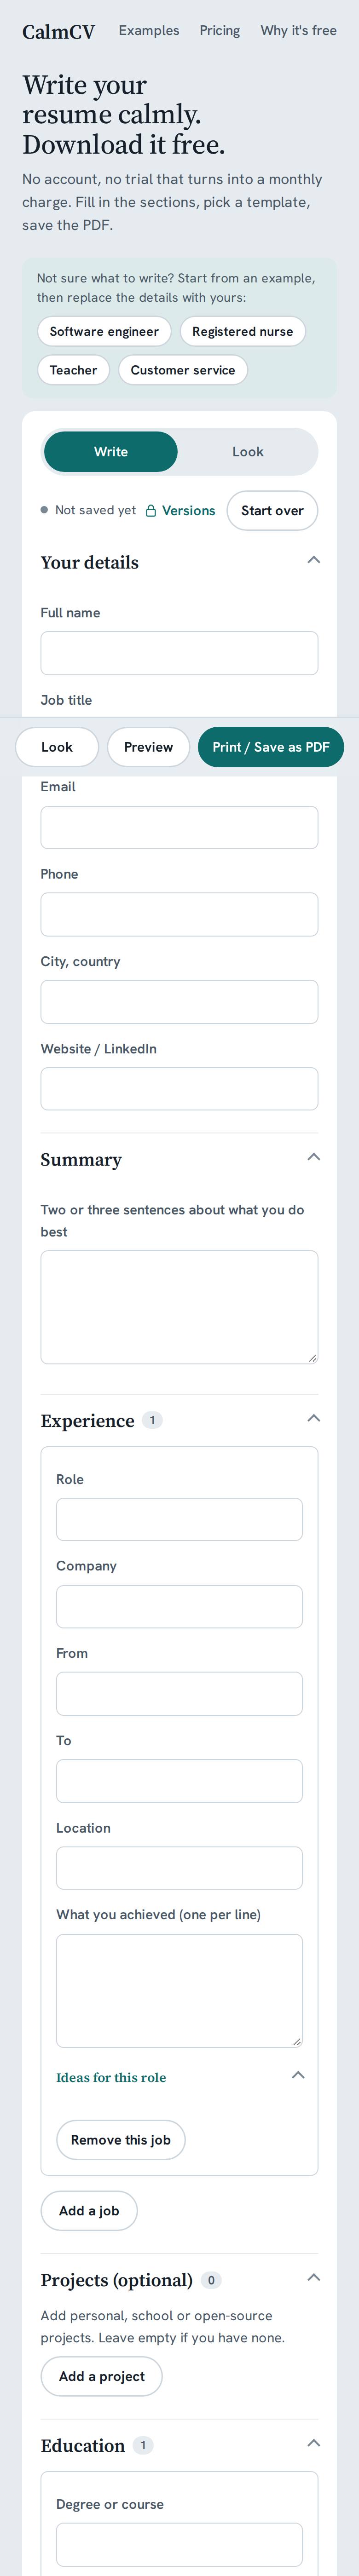 CalmCV Examples Pricing Why it's free
Write your
resume calmly.
Download it free.
No account, no trial that turns into a monthly
charge. Fill in the sections, pick a template,
save the PDF.
Not sure what to write? Start from an example,
then replace the details with yours:
Software engineer Registered nurse
Teacher Customer service
Write Look
Not saved yet Versions Start over
Your details
Full name
Job title
Look Preview Print / Save as PDF
Email
Phone
City, country
Website / LinkedIn
Summary
Two or three sentences about what you do
best
Experience 1
Role
Company
From
To
Location
What you achieved (one per line)
Ideas for this role
Remove this job
Add a job
Projects (optional) 0
Add personal, school or open-source
projects. Leave empty if you have none.
Add a project
Education 1
Degree or course